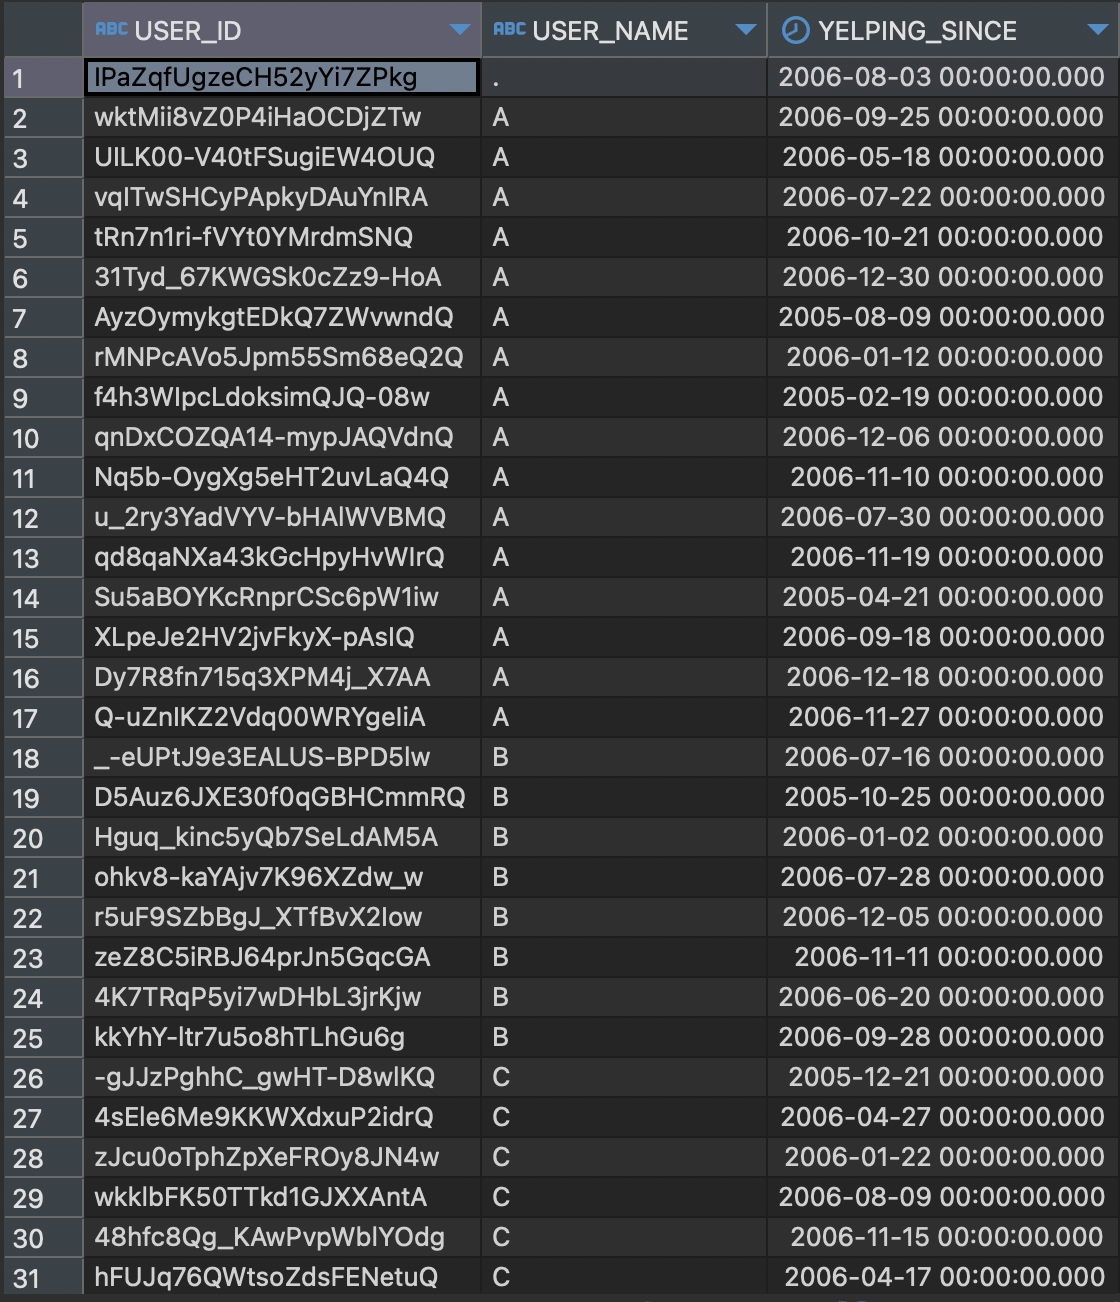 ABC USER_ID ABC USER_NAME YELPING_SINCE
1 lPaZqfUgzeCH52yYi7ZPkg . 2006-08-03 00:00:00.000
2 wktMii8vZ0P4iHaOCDjZTw A 2006-09-25 00:00:00.000
3 UILK00-V40tFSugiEW4OUQ A 2006-05-18 00:00:00.000
4 vqITwSHCyPApkyDAuYnIRA A 2006-07-22 00:00:00.000
5 tRn7n1ri-fVYt0YMrdmSNQ A 2006-10-21 00:00:00.000
6 31Tyd_67KWGSk0cZz9-HoA A 2006-12-30 00:00:00.000
7 AyzOymykgtEDkQ7ZWvwndQ A 2005-08-09 00:00:00.000
8 rMNPcAVo5Jpm55Sm68eQ2Q A 2006-01-12 00:00:00.000
9 f4h3WIpcLdoksimQJQ-08w A 2005-02-19 00:00:00.000
10 qnDxCOZQA14-mypJAQVdnQ A 2006-12-06 00:00:00.000
11 Nq5b-OygXg5eHT2uvLaQ4Q A 2006-11-10 00:00:00.000
12 u_2ry3YadVYV-bHAlWVBMQ A 2006-07-30 00:00:00.000
13 qd8qaNXa43kGcHpyHvWIrQ A 2006-11-19 00:00:00.000
14 Su5aBOYKcRnprCSc6pW1iw A 2005-04-21 00:00:00.000
15 XLpeJe2HV2jvFkyX-pAsIQ A 2006-09-18 00:00:00.000
16 Dy7R8fn715q3XPM4j_X7AA A 2006-12-18 00:00:00.000
17 Q-uZnIKZ2Vdq00WRYgeIiA A 2006-11-27 00:00:00.000
18 _-eUPtJ9e3EALUS-BPD5lw B 2006-07-16 00:00:00.000
19 D5Auz6JXE30f0qGBHCmmRQ B 2005-10-25 00:00:00.000
20 Hguq_kinc5yQb7SeLdAM5A B 2006-01-02 00:00:00.000
21 ohkv8-kaYAjv7K96XZdw_w B 2006-07-28 00:00:00.000
22 r5uF9SZbBgJ_XTfBvX2Iow B 2006-12-05 00:00:00.000
23 zeZ8C5iRBJ64prJn5GqcGA B 2006-11-11 00:00:00.000
24 4K7TRqP5yi7wDHbL3jrKjw B 2006-06-20 00:00:00.000
25 kkYhY-ltr7u5o8hTLhGu6g B 2006-09-28 00:00:00.000
26 -gJJzPghhC_gwHT-D8wlKQ C 2005-12-21 00:00:00.000
27 4sEle6Me9KKWXdxuP2idrQ C 2006-04-27 00:00:00.000
28 zJcu0oTphZpXeFROy8JN4w C 2006-01-22 00:00:00.000
29 wkklbFK50TTkd1GJXXAntA C 2006-08-09 00:00:00.000
30 48hfc8Qg_KAwPvpWblYOdg C 2006-11-15 00:00:00.000
31 hFUJq76QWtsoZdsFENetuQ C 2006-04-17 00:00:00.000